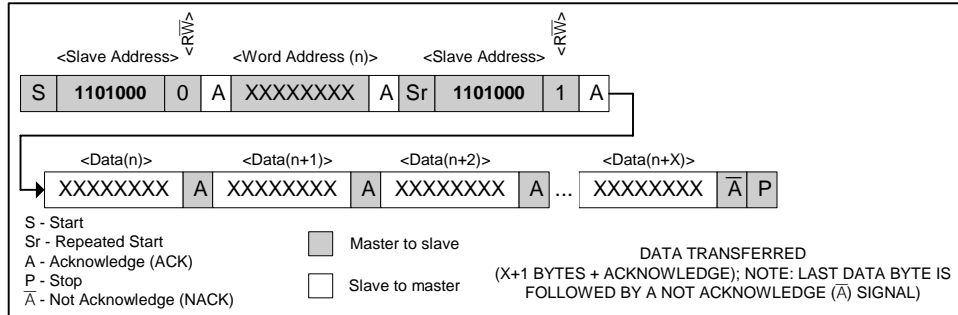 <RW̅>
<RW̅>
<Slave Address>
<Word Address (n)>
<Slave Address>
S 1101000 0 A XXXXXXXX A Sr 1101000 1 A
<Data(n)> <Data(n+1)> <Data(n+2)> <Data(n+X)>
XXXXXXXX A XXXXXXXX A XXXXXXXX A ... XXXXXXXX A̅ P
S - Start
Sr - Repeated Start
A - Acknowledge (ACK)
P - Stop
A̅ - Not Acknowledge (NACK)
Master to slave
Slave to master
DATA TRANSFERRED
(X+1 BYTES + ACKNOWLEDGE); NOTE: LAST DATA BYTE IS
FOLLOWED BY A NOT ACKNOWLEDGE (A̅) SIGNAL)